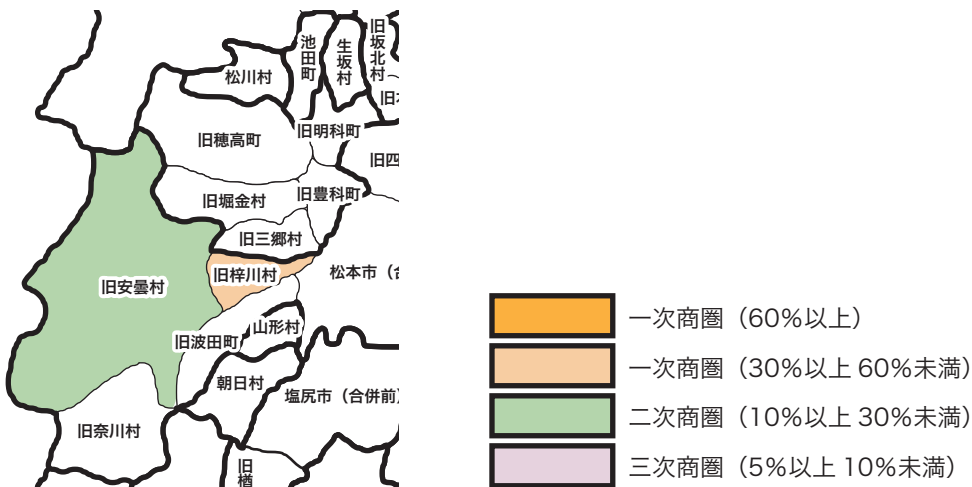 池田町
生坂村
旧坂北村
松川村
旧本
旧穂高町
旧明科町
旧四
旧堀金村
旧豊科町
旧三郷村
旧梓川村
松本市（合
旧安曇村
旧波田町
山形村
朝日村
塩尻市（合併前）
旧奈川村
旧楢
一次商圏（60%以上）
一次商圏（30%以上 60%未満）
二次商圏（10%以上 30%未満）
三次商圏（5%以上 10%未満）